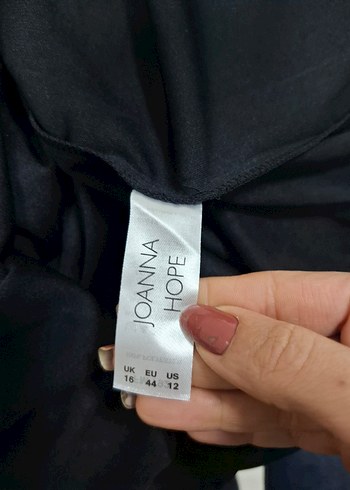 JOANNA
HOPE
UK EU US
16 44 12